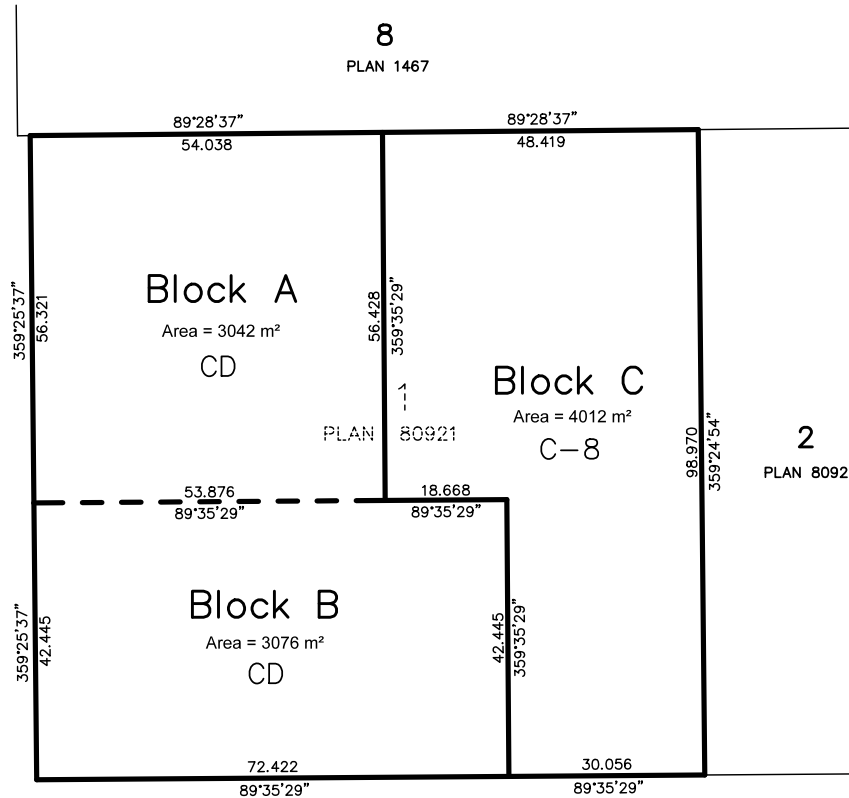 8
PLAN 1467
89°28'37"
54.038
89°28'37"
48.419
359°25'37"
56.321
Block A
Area = 3042 m²
CD
56.428
359°35'29"
1
PLAN 80921
Block C
Area = 4012 m²
C-8
98.970
359°24'54"
2
PLAN 8092
53.876
89°35'29"
18.668
89°35'29"
359°25'37"
42.445
Block B
Area = 3076 m²
CD
42.445
359°35'29"
72.422
89°35'29"
30.056
89°35'29"